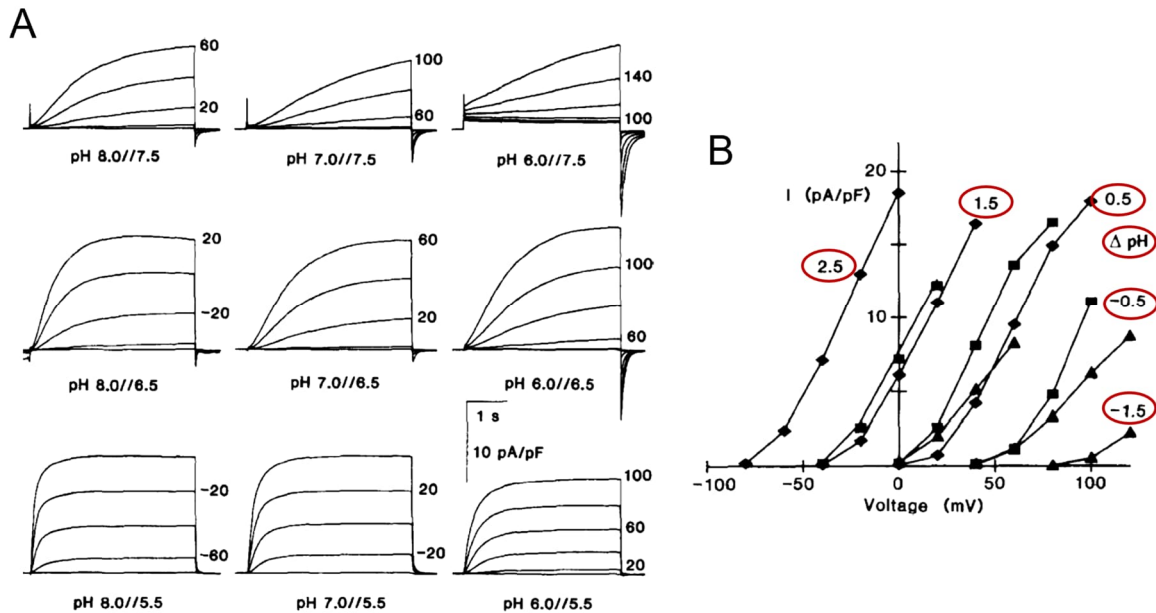 A
60
20
pH 8.0//7.5
100
60
pH 7.0//7.5
140
100
pH 6.0//7.5
20
-20
pH 8.0//6.5
60
20
pH 7.0//6.5
100
60
pH 6.0//6.5
1 s
10 pA/pF
-20
-60
pH 8.0//5.5
20
-20
pH 7.0//5.5
100
60
20
pH 6.0//5.5
B
20
I (pA/pF)
10
2.5
1.5
0.5
Δ pH
-0.5
-1.5
-100
-50
0
50
100
Voltage (mV)